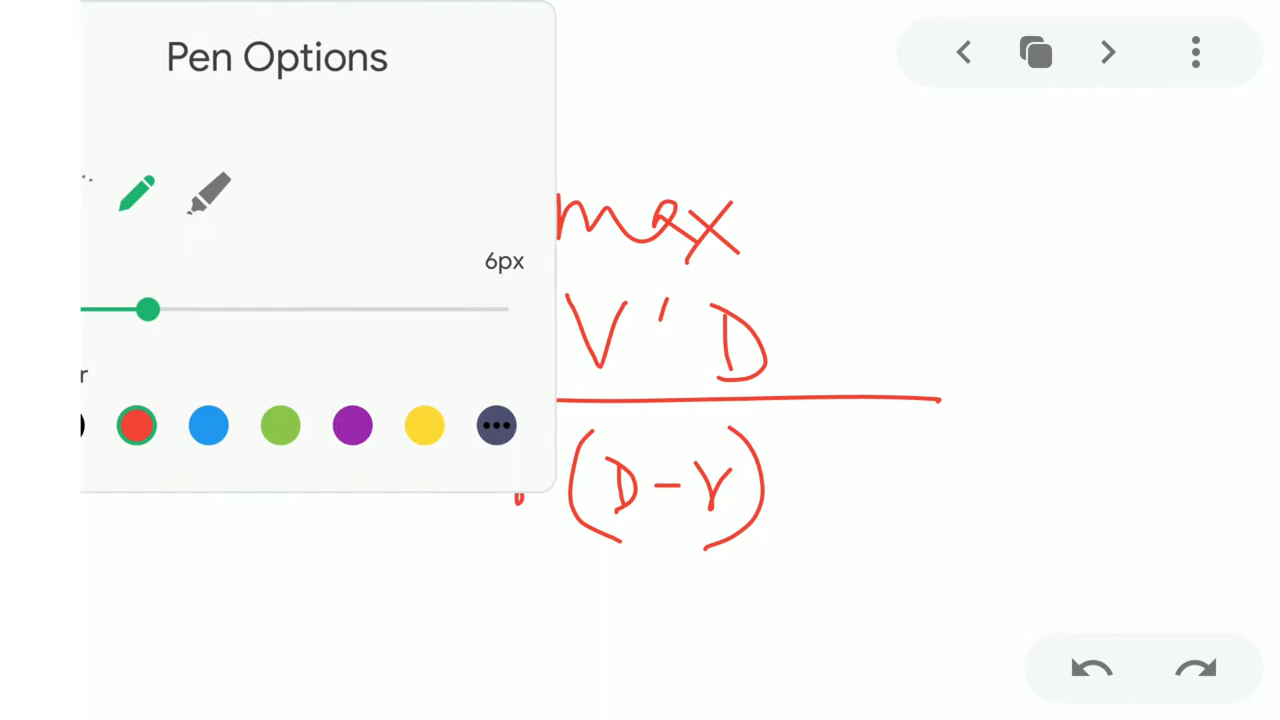 Pen Options
6px
r
max
V ' D
(D - r)